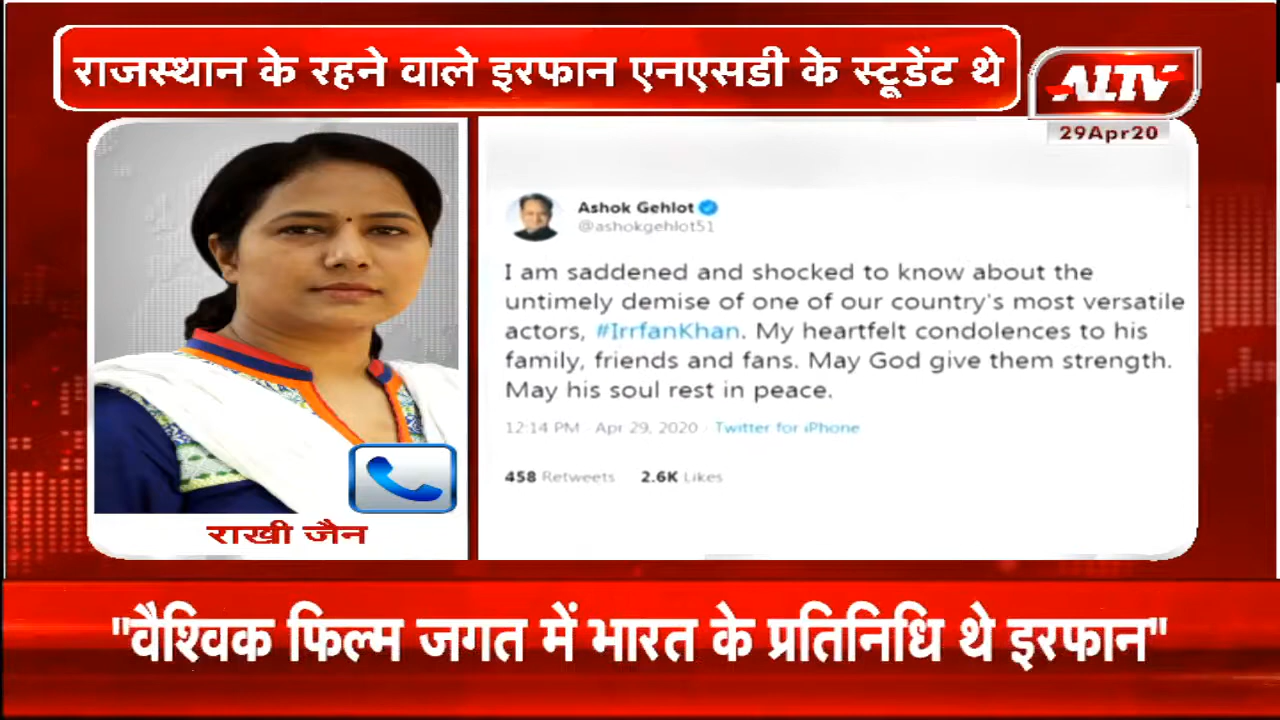 राजस्थान के रहने वाले इरफान एनएसडी के स्टूडेंट थे
ALTV
29Apr20
Ashok Gehlot
@ashokgehlot51
I am saddened and shocked to know about the
untimely demise of one of our country's most versatile
actors, #IrrfanKhan. My heartfelt condolences to his
family, friends and fans. May God give them strength.
May his soul rest in peace.
12:14 PM · Apr 29, 2020 · Twitter for iPhone
458 Retweets 2.6K Likes
राखी जैन
"वैश्विक फिल्म जगत में भारत के प्रतिनिधि थे इरफान"